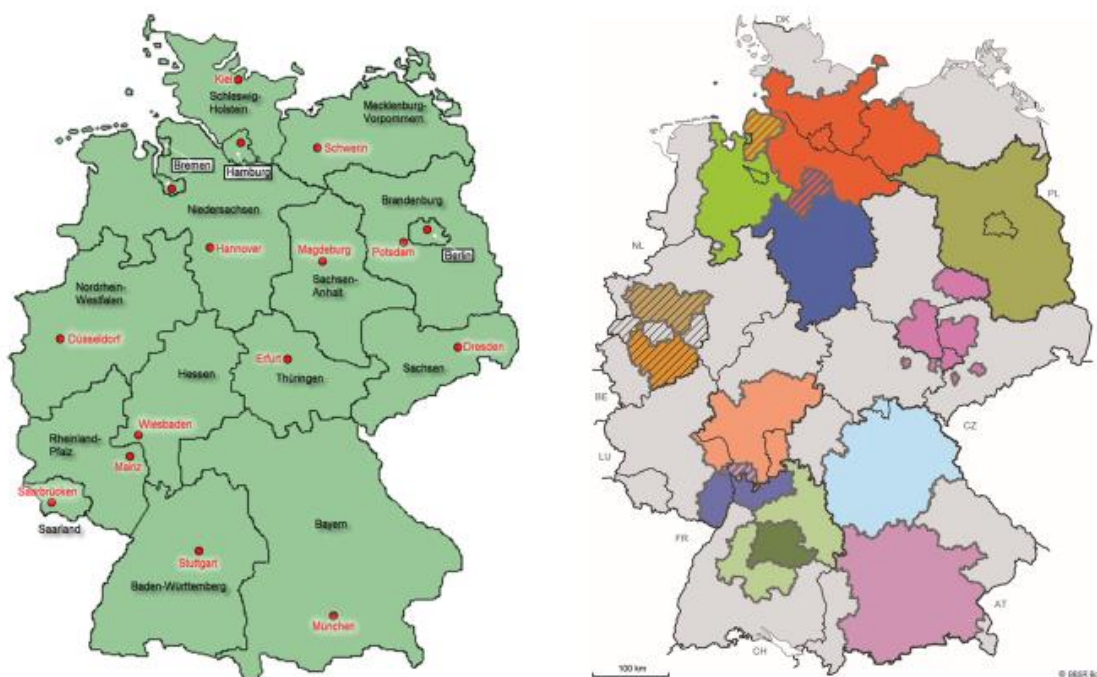 Kiel
Schleswig-
Holstein
Mecklenburg-
Vorpommern
Schwerin
Bremen
Hamburg
Brandenburg
Niedersachsen
Hannover
Magdeburg
Potsdam
Berlin
Sachsen-
Anhalt
Nordrhein-
Westfalen
Düsseldorf
Erfurt
Dresden
Hessen
Thüringen
Sachsen
Wiesbaden
Rheinland-
Pfalz
Mainz
Saarbrücken
Saarland
Bayern
Stuttgart
Baden-Württemberg
München
DK
PL
NL
BE
LU
CZ
FR
AT
CH
100 km
© BBSR Bo